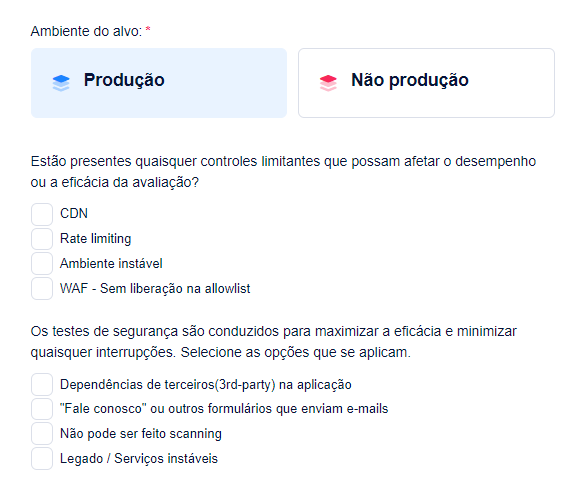 Ambiente do alvo: *
Produção
Não produção
Estão presentes quaisquer controles limitantes que possam afetar o desempenho
ou a eficácia da avaliação?
CDN
Rate limiting
Ambiente instável
WAF - Sem liberação na allowlist
Os testes de segurança são conduzidos para maximizar a eficácia e minimizar
quaisquer interrupções. Selecione as opções que se aplicam.
Dependências de terceiros(3rd-party) na aplicação
"Fale conosco" ou outros formulários que enviam e-mails
Não pode ser feito scanning
Legado / Serviços instáveis